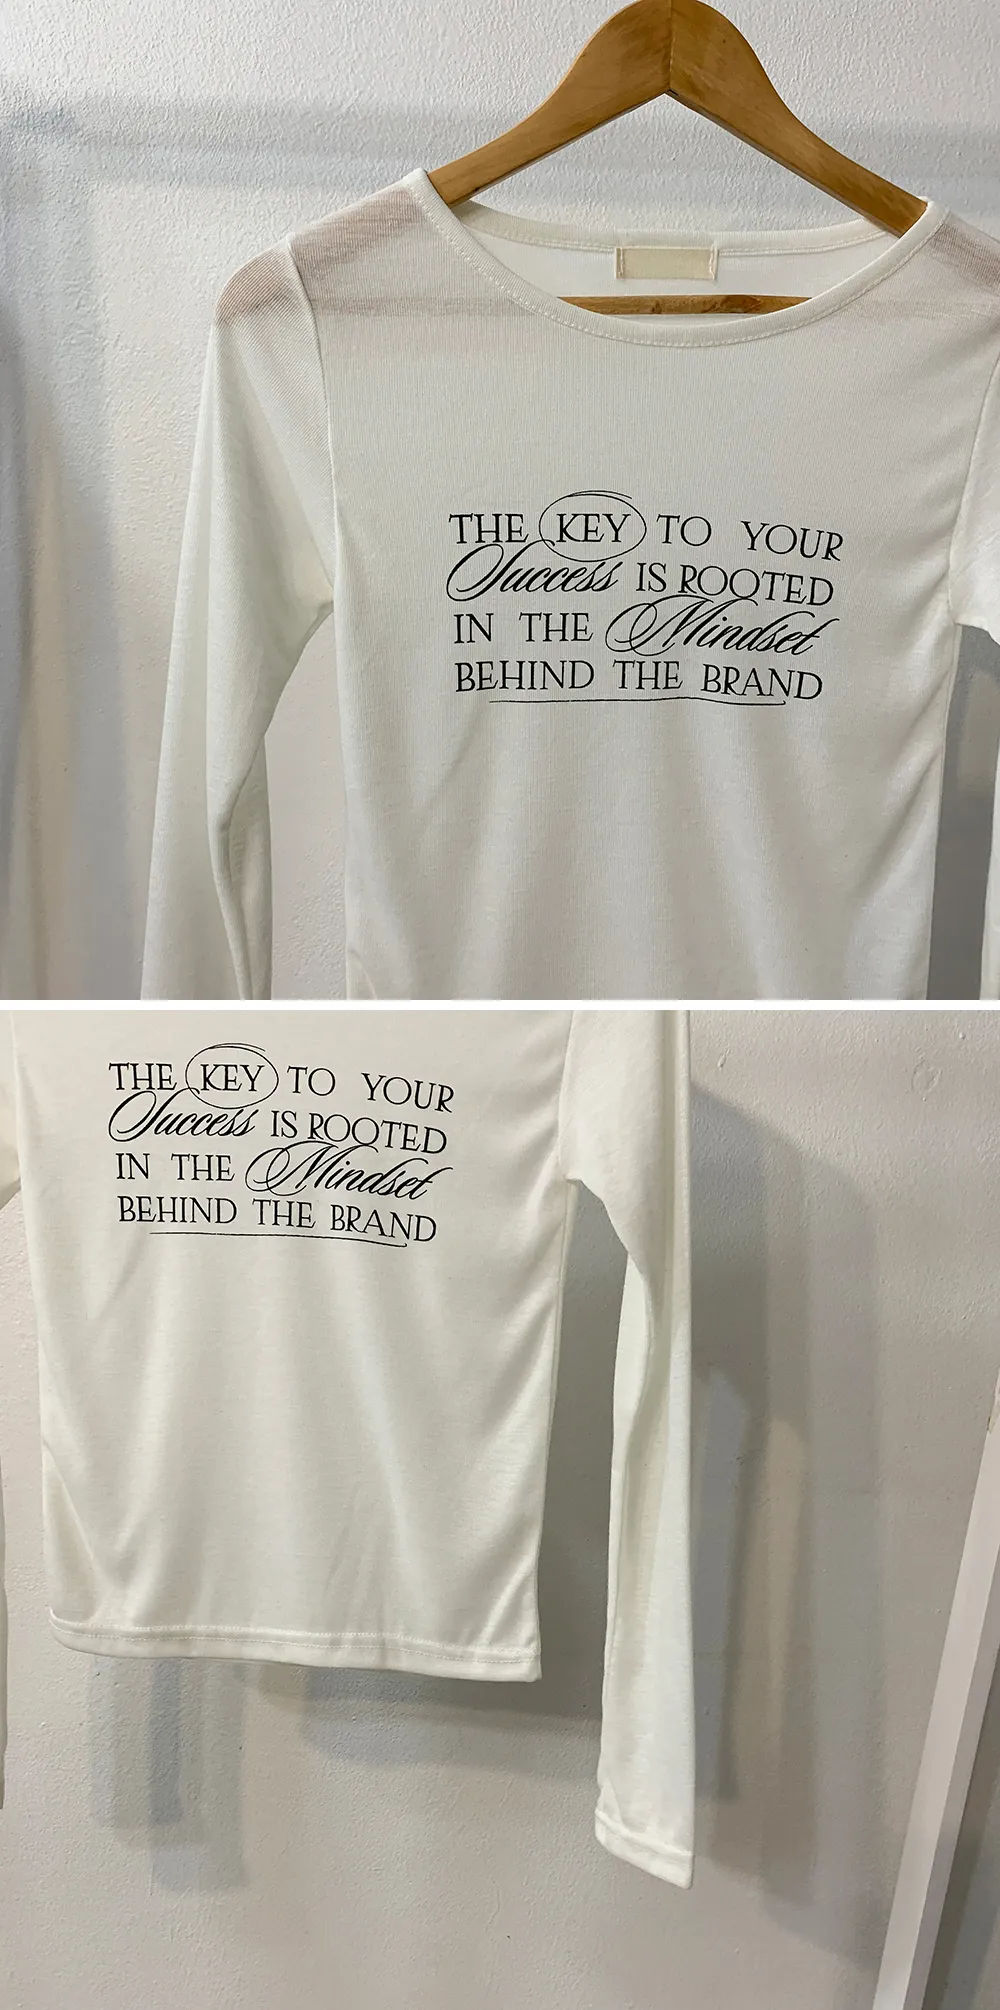 THE KEY TO YOUR
Success IS ROOTED
IN THE Mindset
BEHIND THE BRAND
THE KEY TO YOUR
Success IS ROOTED
IN THE Mindset
BEHIND THE BRAND